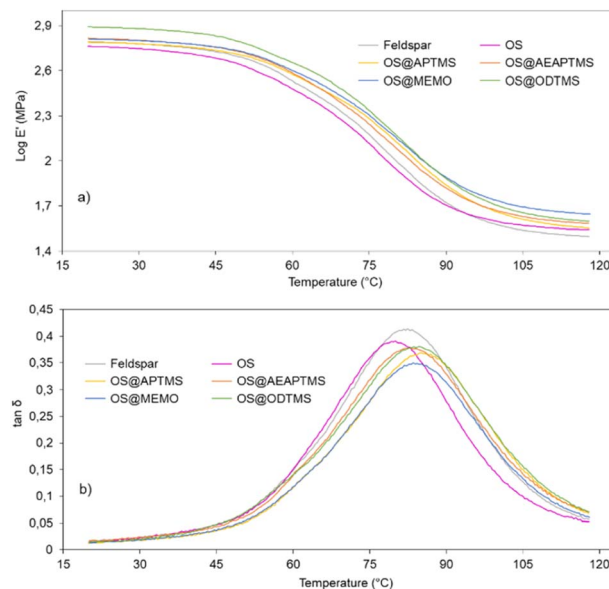 2,9
2,6
2,3
2
1,7
1,4
Log E' (MPa)
Feldspar
OS
OS@APTMS
OS@AEAPTMS
OS@MEMO
OS@ODTMS
a)
15 30 45 60 75 90 105 120
Temperature (°C)
0,45
0,4
0,35
0,3
0,25
0,2
0,15
0,1
0,05
0
tan δ
Feldspar
OS
OS@APTMS
OS@AEAPTMS
OS@MEMO
OS@ODTMS
b)
15 30 45 60 75 90 105 120
Temperature (°C)